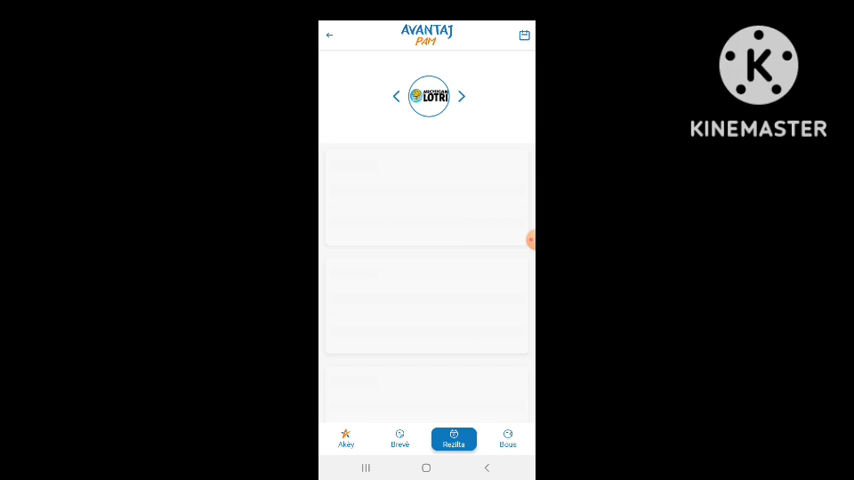 AVANTAJ
PAM
MICHIGAN
LOTRI
K
KINEMASTER
Akèy
Brevè
Rezilta
Bous